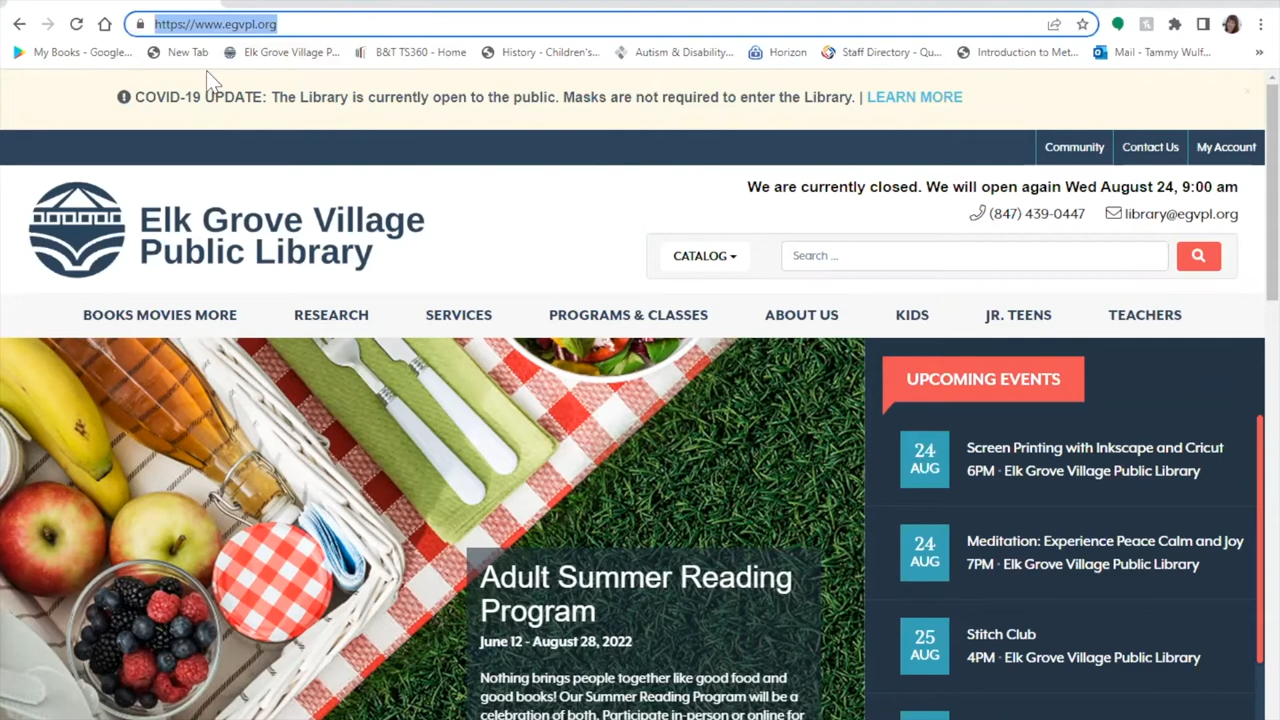 https://www.egvpl.org
My Books - Google... New Tab Elk Grove Village P... B&T TS360 - Home History - Children's... Autism & Disability... Horizon Staff Directory - Qu... Introduction to Met... Mail - Tammy Wulf... »
COVID-19 UPDATE: The Library is currently open to the public. Masks are not required to enter the Library. | LEARN MORE ×
Community Contact Us My Account
We are currently closed. We will open again Wed August 24, 9:00 am
(847) 439-0447 library@egvpl.org
Elk Grove Village
Public Library
CATALOG Search ...
BOOKS MOVIES MORE RESEARCH SERVICES PROGRAMS & CLASSES ABOUT US KIDS JR. TEENS TEACHERS
UPCOMING EVENTS
24 AUG
Screen Printing with Inkscape and Cricut
6PM · Elk Grove Village Public Library
24 AUG
Meditation: Experience Peace Calm and Joy
7PM · Elk Grove Village Public Library
25 AUG
Stitch Club
4PM · Elk Grove Village Public Library
Adult Summer Reading
Program
June 12 - August 28, 2022
Nothing brings people together like good food and
good books! Our Summer Reading Program will be a
celebration of both. Participate in-person or online for